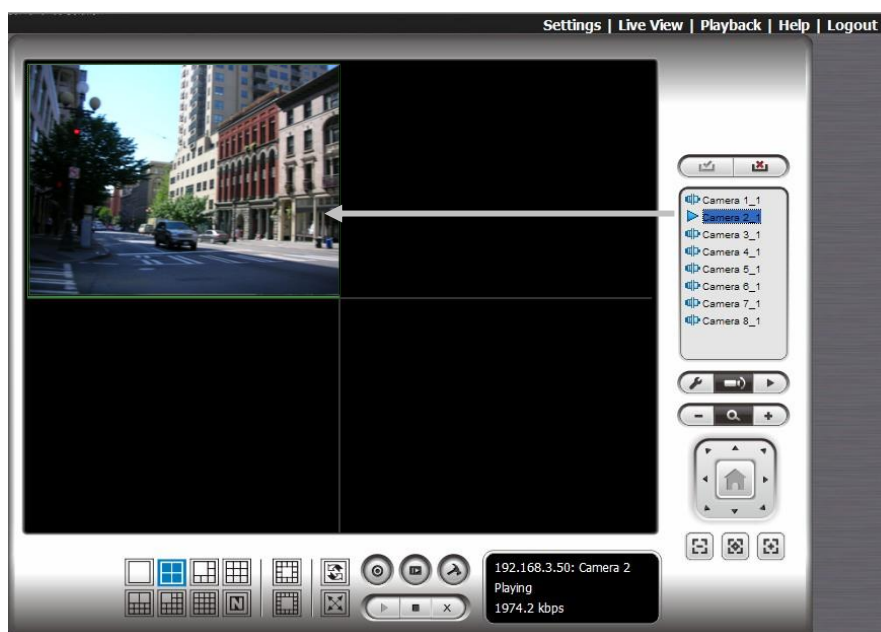 Settings | Live View | Playback | Help | Logout
Camera 1_1
Camera 2_1
Camera 3_1
Camera 4_1
Camera 5_1
Camera 6_1
Camera 7_1
Camera 8_1
N
192.168.3.50: Camera 2
Playing
1974.2 kbps